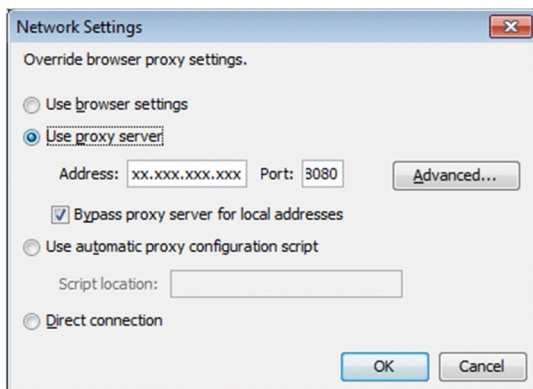 Network Settings
Override browser proxy settings.
Use browser settings
Use proxy server
Address: xx.xxx.xxx.xxx Port: 8080 Advanced...
Bypass proxy server for local addresses
Use automatic proxy configuration script
Script location:
Direct connection
OK Cancel